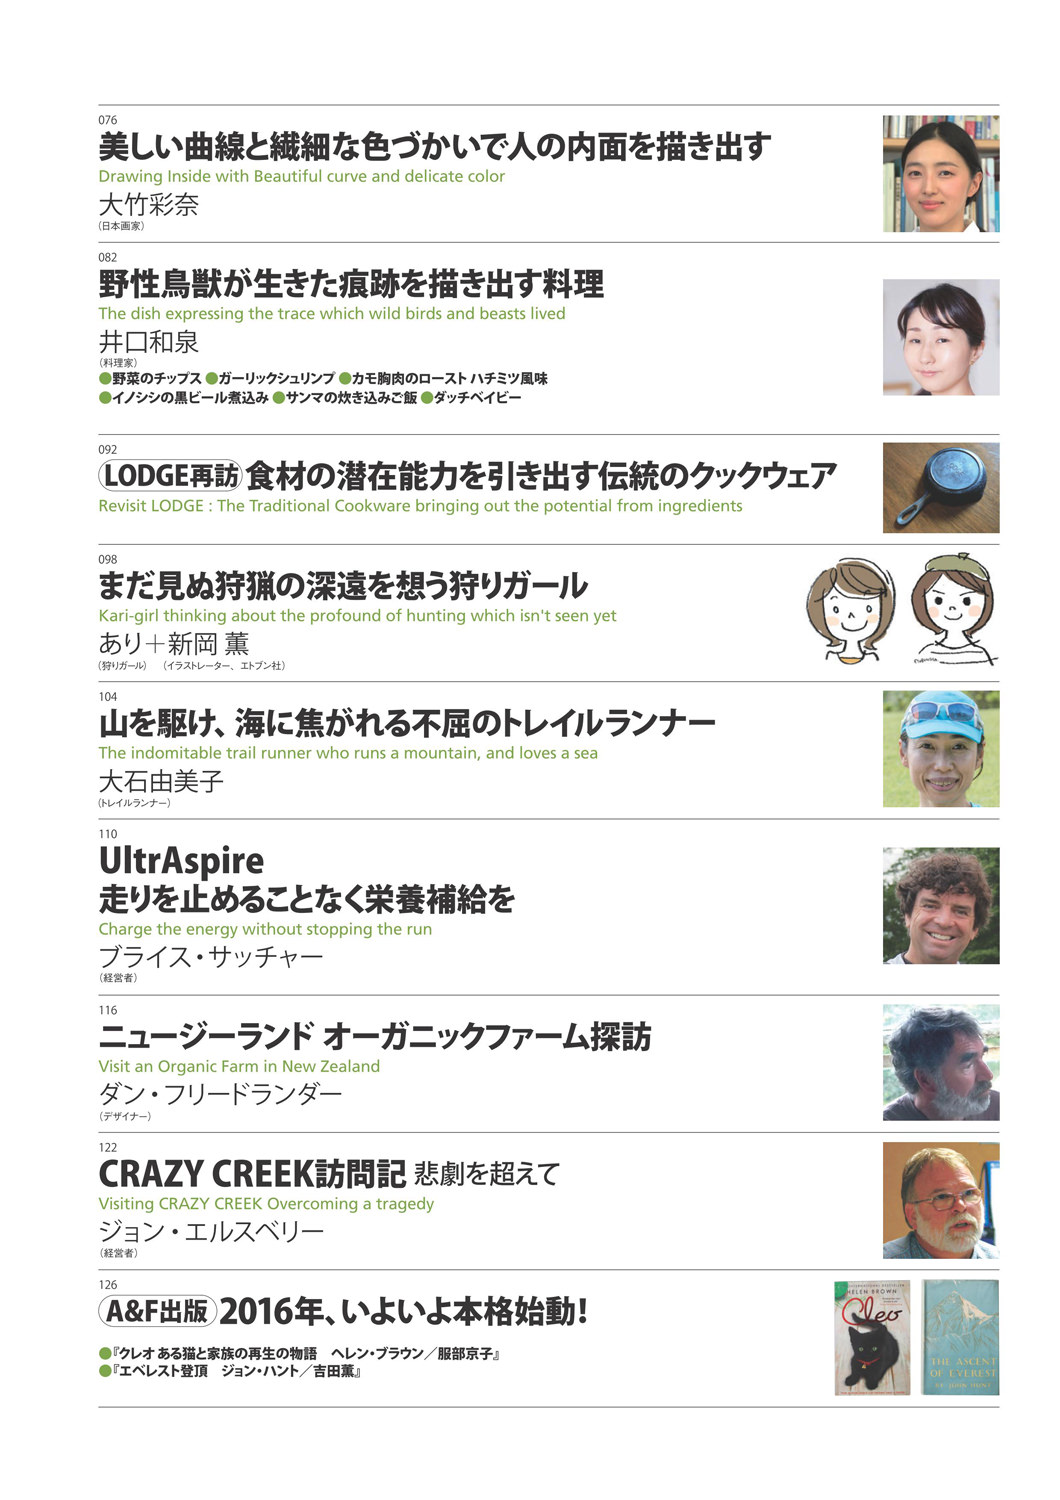 076
美しい曲線と繊細な色づかいで人の内面を描き出す
Drawing Inside with Beautiful curve and delicate color
大竹彩奈
（日本画家）
082
野性鳥獣が生きた痕跡を描き出す料理
The dish expressing the trace which wild birds and beasts lived
井口和泉
（料理家）
●野菜のチップス ●ガーリックシュリンプ ●カモ胸肉のロースト ハチミツ風味
●イノシシの黒ビール煮込み ●サンマの炊き込みご飯 ●ダッチベイビー
092
LODGE再訪 食材の潜在能力を引き出す伝統のクックウェア
Revisit LODGE : The Traditional Cookware bringing out the potential from ingredients
098
まだ見ぬ狩猟の深遠を想う狩りガール
Kari-girl thinking about the profound of hunting which isn't seen yet
あり＋新岡 薫
（狩りガール）　（イラストレーター、エトブン社）
104
山を駆け、海に焦がれる不屈のトレイルランナー
The indomitable trail runner who runs a mountain, and loves a sea
大石由美子
（トレイルランナー）
110
UltrAspire
走りを止めることなく栄養補給を
Charge the energy without stopping the run
ブライス・サッチャー
（経営者）
116
ニュージーランド オーガニックファーム探訪
Visit an Organic Farm in New Zealand
ダン・フリードランダー
（デザイナー）
122
CRAZY CREEK訪問記 悲劇を超えて
Visiting CRAZY CREEK Overcoming a tragedy
ジョン・エルスベリー
（経営者）
126
A&F出版 2016年、いよいよ本格始動！
●『クレオ ある猫と家族の再生の物語　ヘレン・ブラウン／服部京子』
●『エベレスト登頂　ジョン・ハント／吉田薫』
HELEN BROWN
Cleo
THE ASCENT
OF EVEREST
BY JOHN HUNT